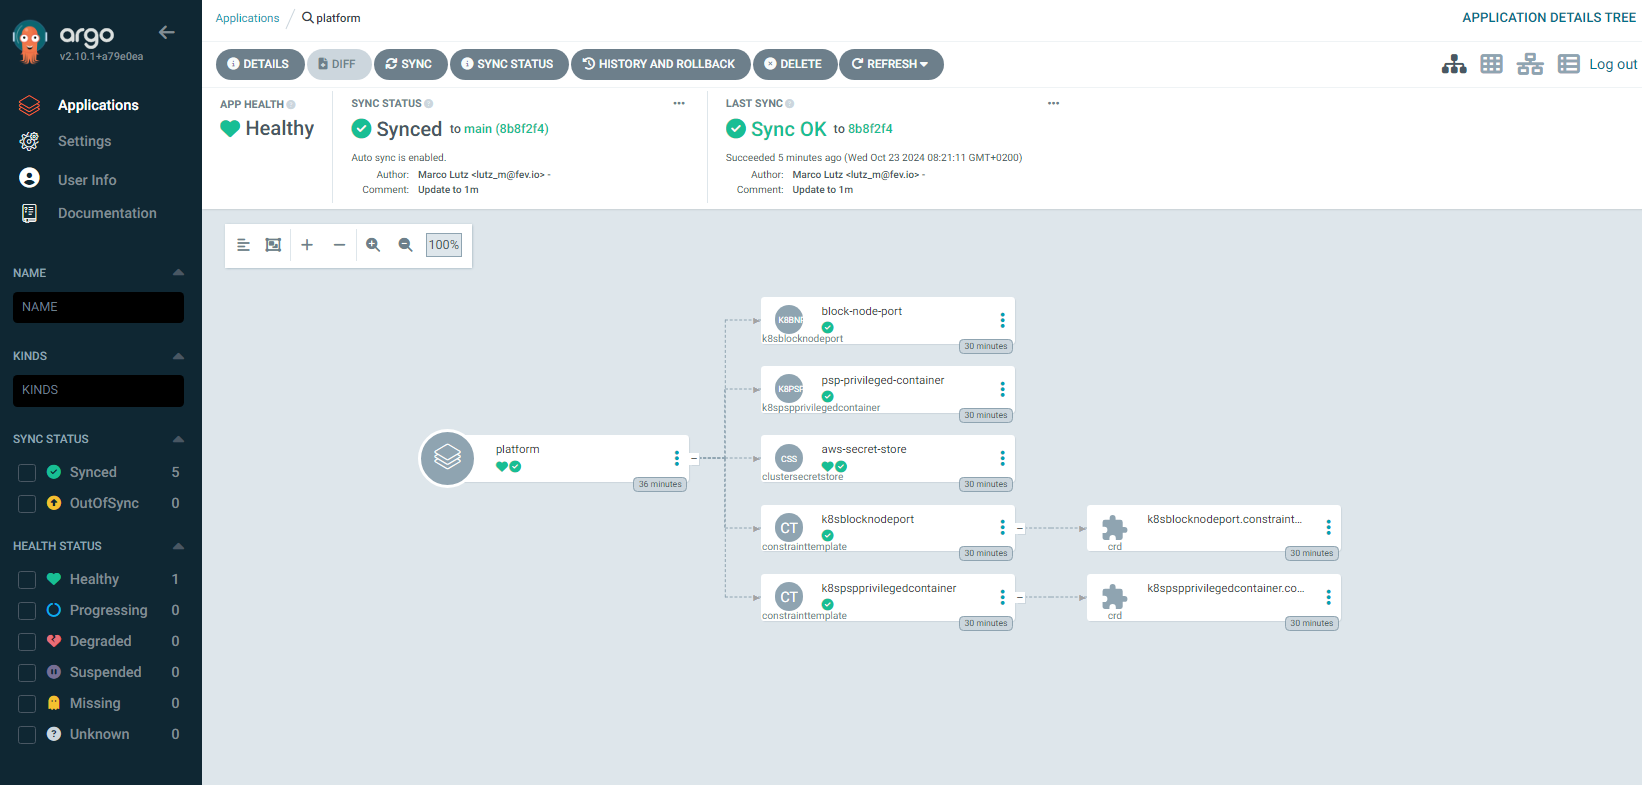 argo
v2.10.1+a79e0ea
Applications
Settings
User Info
Documentation
NAME
NAME
KINDS
KINDS
SYNC STATUS
Synced 5
OutOfSync 0
HEALTH STATUS
Healthy 1
Progressing 0
Degraded 0
Suspended 0
Missing 0
Unknown 0
Applications / platform
APPLICATION DETAILS TREE
DETAILS DIFF SYNC SYNC STATUS HISTORY AND ROLLBACK DELETE REFRESH
Log out
APP HEALTH
Healthy
SYNC STATUS
Synced to main (8b8f2f4)
Auto sync is enabled.
Author: Marco Lutz <lutz_m@fev.io> -
Comment: Update to 1m
LAST SYNC
Sync OK to 8b8f2f4
Succeeded 5 minutes ago (Wed Oct 23 2024 08:21:11 GMT+0200)
Author: Marco Lutz <lutz_m@fev.io> -
Comment: Update to 1m
100%
platform
36 minutes
K8BNP
block-node-port
k8sblocknodeport
30 minutes
K8PSP
psp-privileged-container
k8spspprivilegedcontainer
30 minutes
CSS
aws-secret-store
clustersecretstore
30 minutes
CT
k8sblocknodeport
constrainttemplate
30 minutes
k8sblocknodeport.constraint...
crd
30 minutes
CT
k8spspprivilegedcontainer
constrainttemplate
30 minutes
k8spspprivilegedcontainer.co...
crd
30 minutes